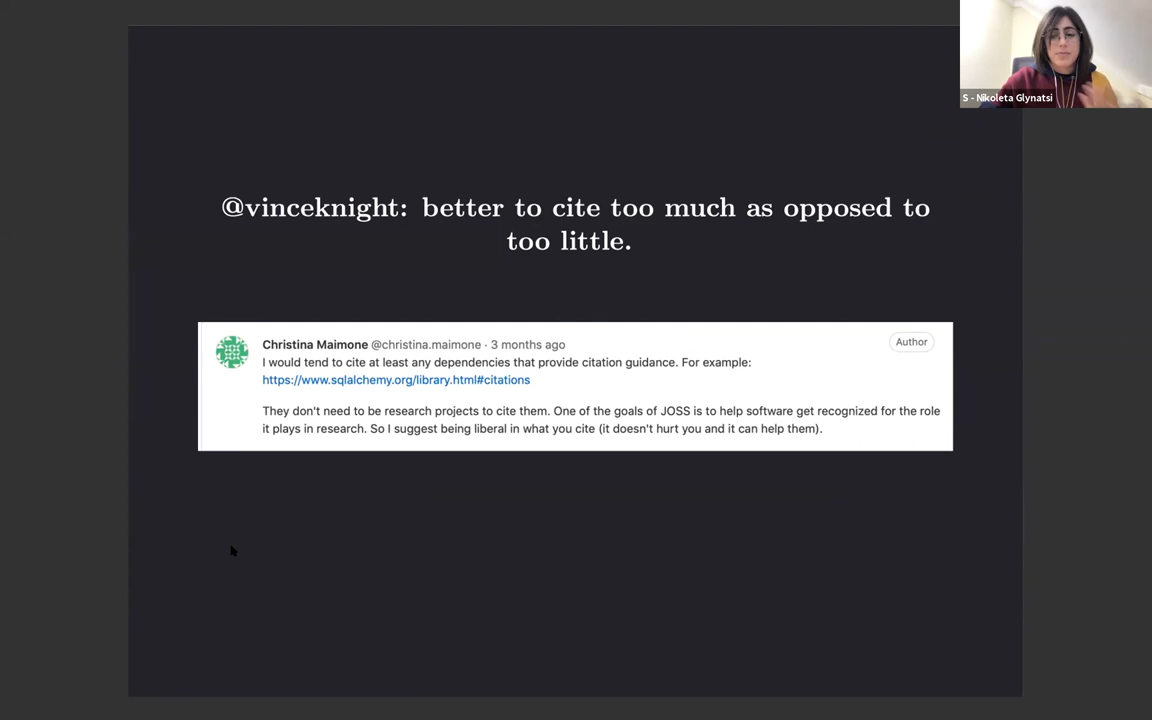 S - Nikoleta Glynatsi
@vinceknight: better to cite too much as opposed to
too little.
Christina Maimone @christina.maimone · 3 months ago
Author
I would tend to cite at least any dependencies that provide citation guidance. For example:
https://www.sqlalchemy.org/library.html#citations
They don't need to be research projects to cite them. One of the goals of JOSS is to help software get recognized for the role
it plays in research. So I suggest being liberal in what you cite (it doesn't hurt you and it can help them).